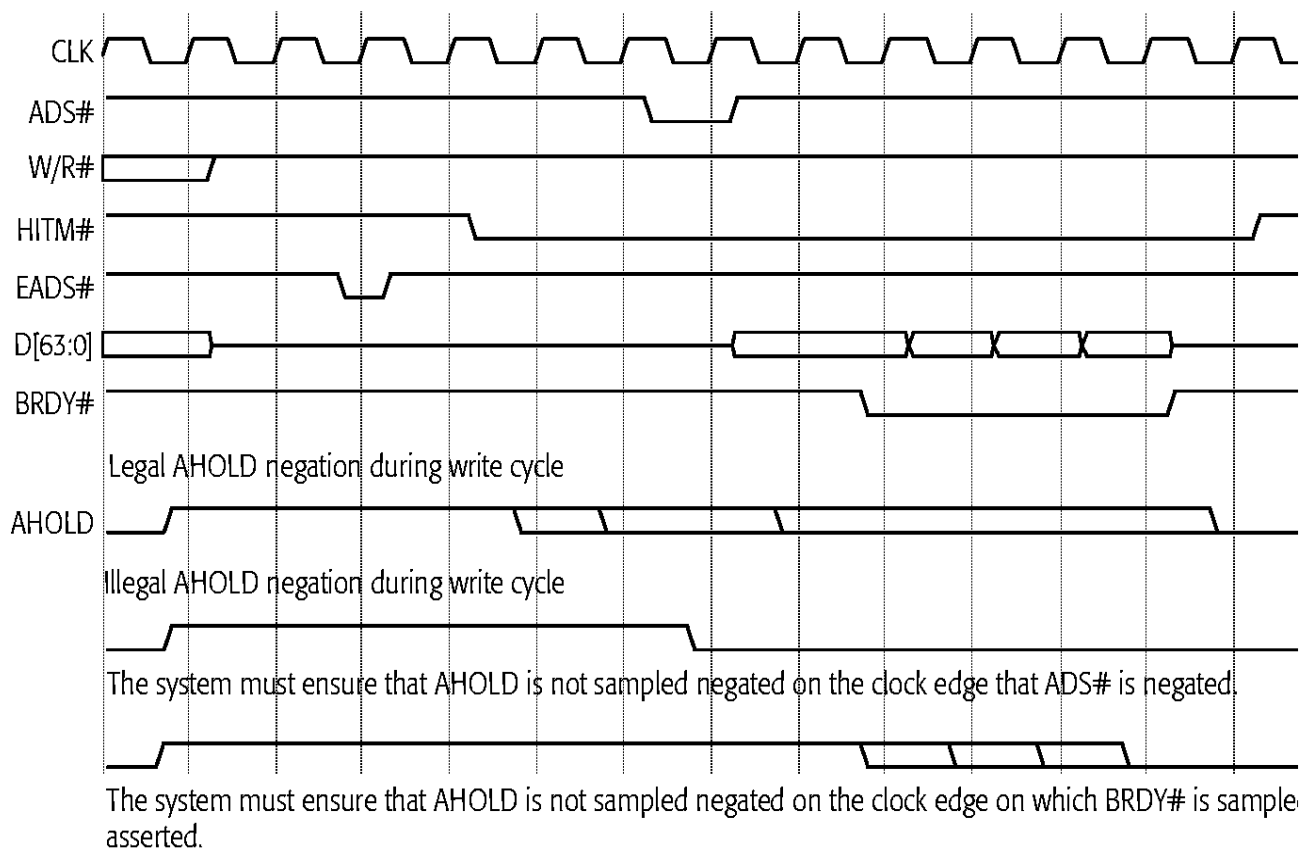 CLK
ADS#
W/R#
HITM#
EADS#
D[63:0]
BRDY#
Legal AHOLD negation during write cycle
AHOLD
Illegal AHOLD negation during write cycle
The system must ensure that AHOLD is not sampled negated on the clock edge that ADS# is negated.
The system must ensure that AHOLD is not sampled negated on the clock edge on which BRDY# is sample
asserted.